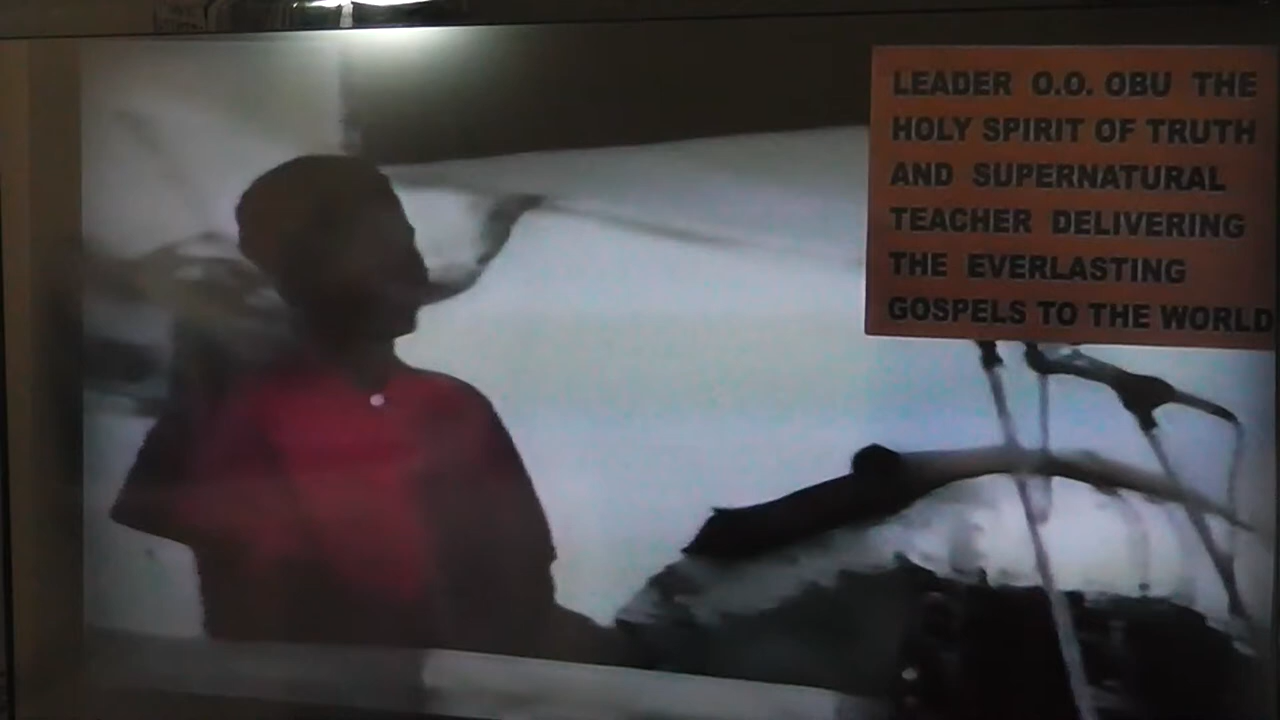 LEADER O.O. OBU THE
HOLY SPIRIT OF TRUTH
AND SUPERNATURAL
TEACHER DELIVERING
THE EVERLASTING
GOSPELS TO THE WORLD